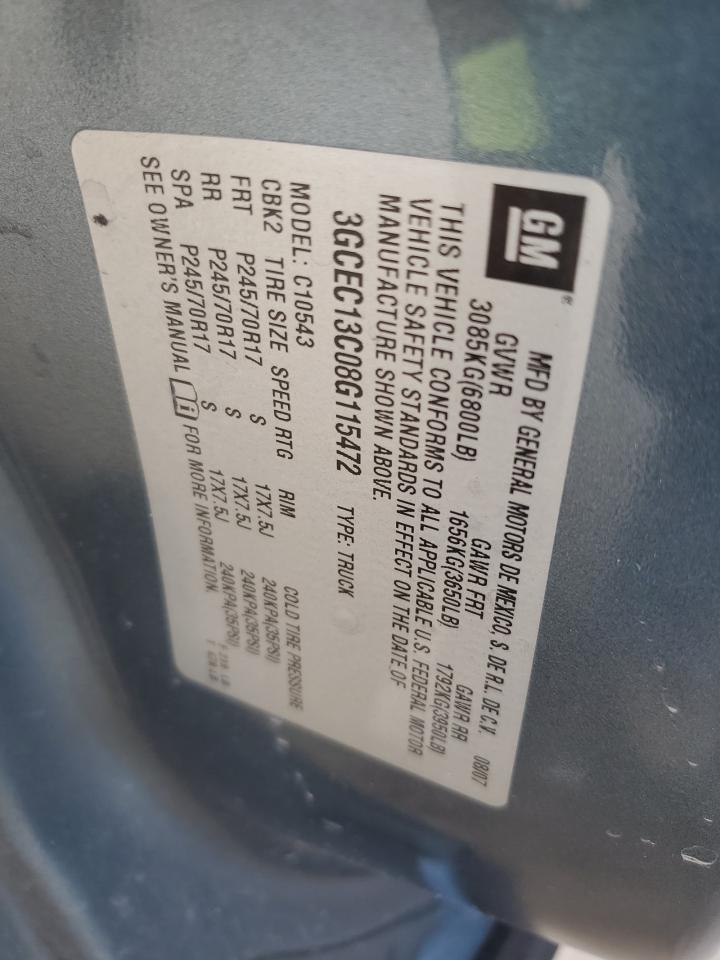 GM®
MFD BY GENERAL MOTORS DE MEXICO, S. DE R.L. DE C.V. 08/07
GVWR GAWR FRT GAWR RR
3085KG(6800LB) 1656KG(3650LB) 1792KG(3950LB)
THIS VEHICLE CONFORMS TO ALL APPLICABLE U.S. FEDERAL MOTOR
VEHICLE SAFETY STANDARDS IN EFFECT ON THE DATE OF
MANUFACTURE SHOWN ABOVE.
3GCEC13C08G115472 TYPE: TRUCK
MODEL: C10543
CBK2 TIRE SIZE SPEED RTG RIM COLD TIRE PRESSURE
FRT P245/70R17 S 17X7.5J 240KPA(35PSI)
RR P245/70R17 S 17X7.5J 240KPA(35PSI)
SPA P245/70R17 S 17X7.5J 240KPA(35PSI)
SEE OWNER'S MANUAL FOR MORE INFORMATION.